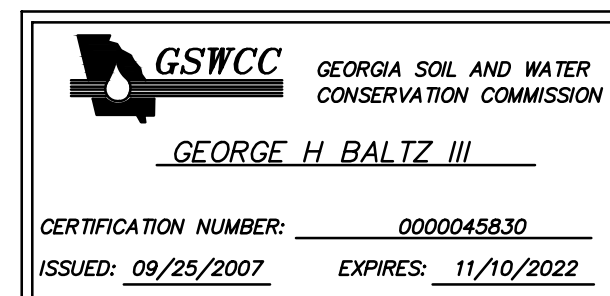 GSWCC
GEORGIA SOIL AND WATER
CONSERVATION COMMISSION
GEORGE H BALTZ III
CERTIFICATION NUMBER: 0000045830
ISSUED: 09/25/2007 EXPIRES: 11/10/2022